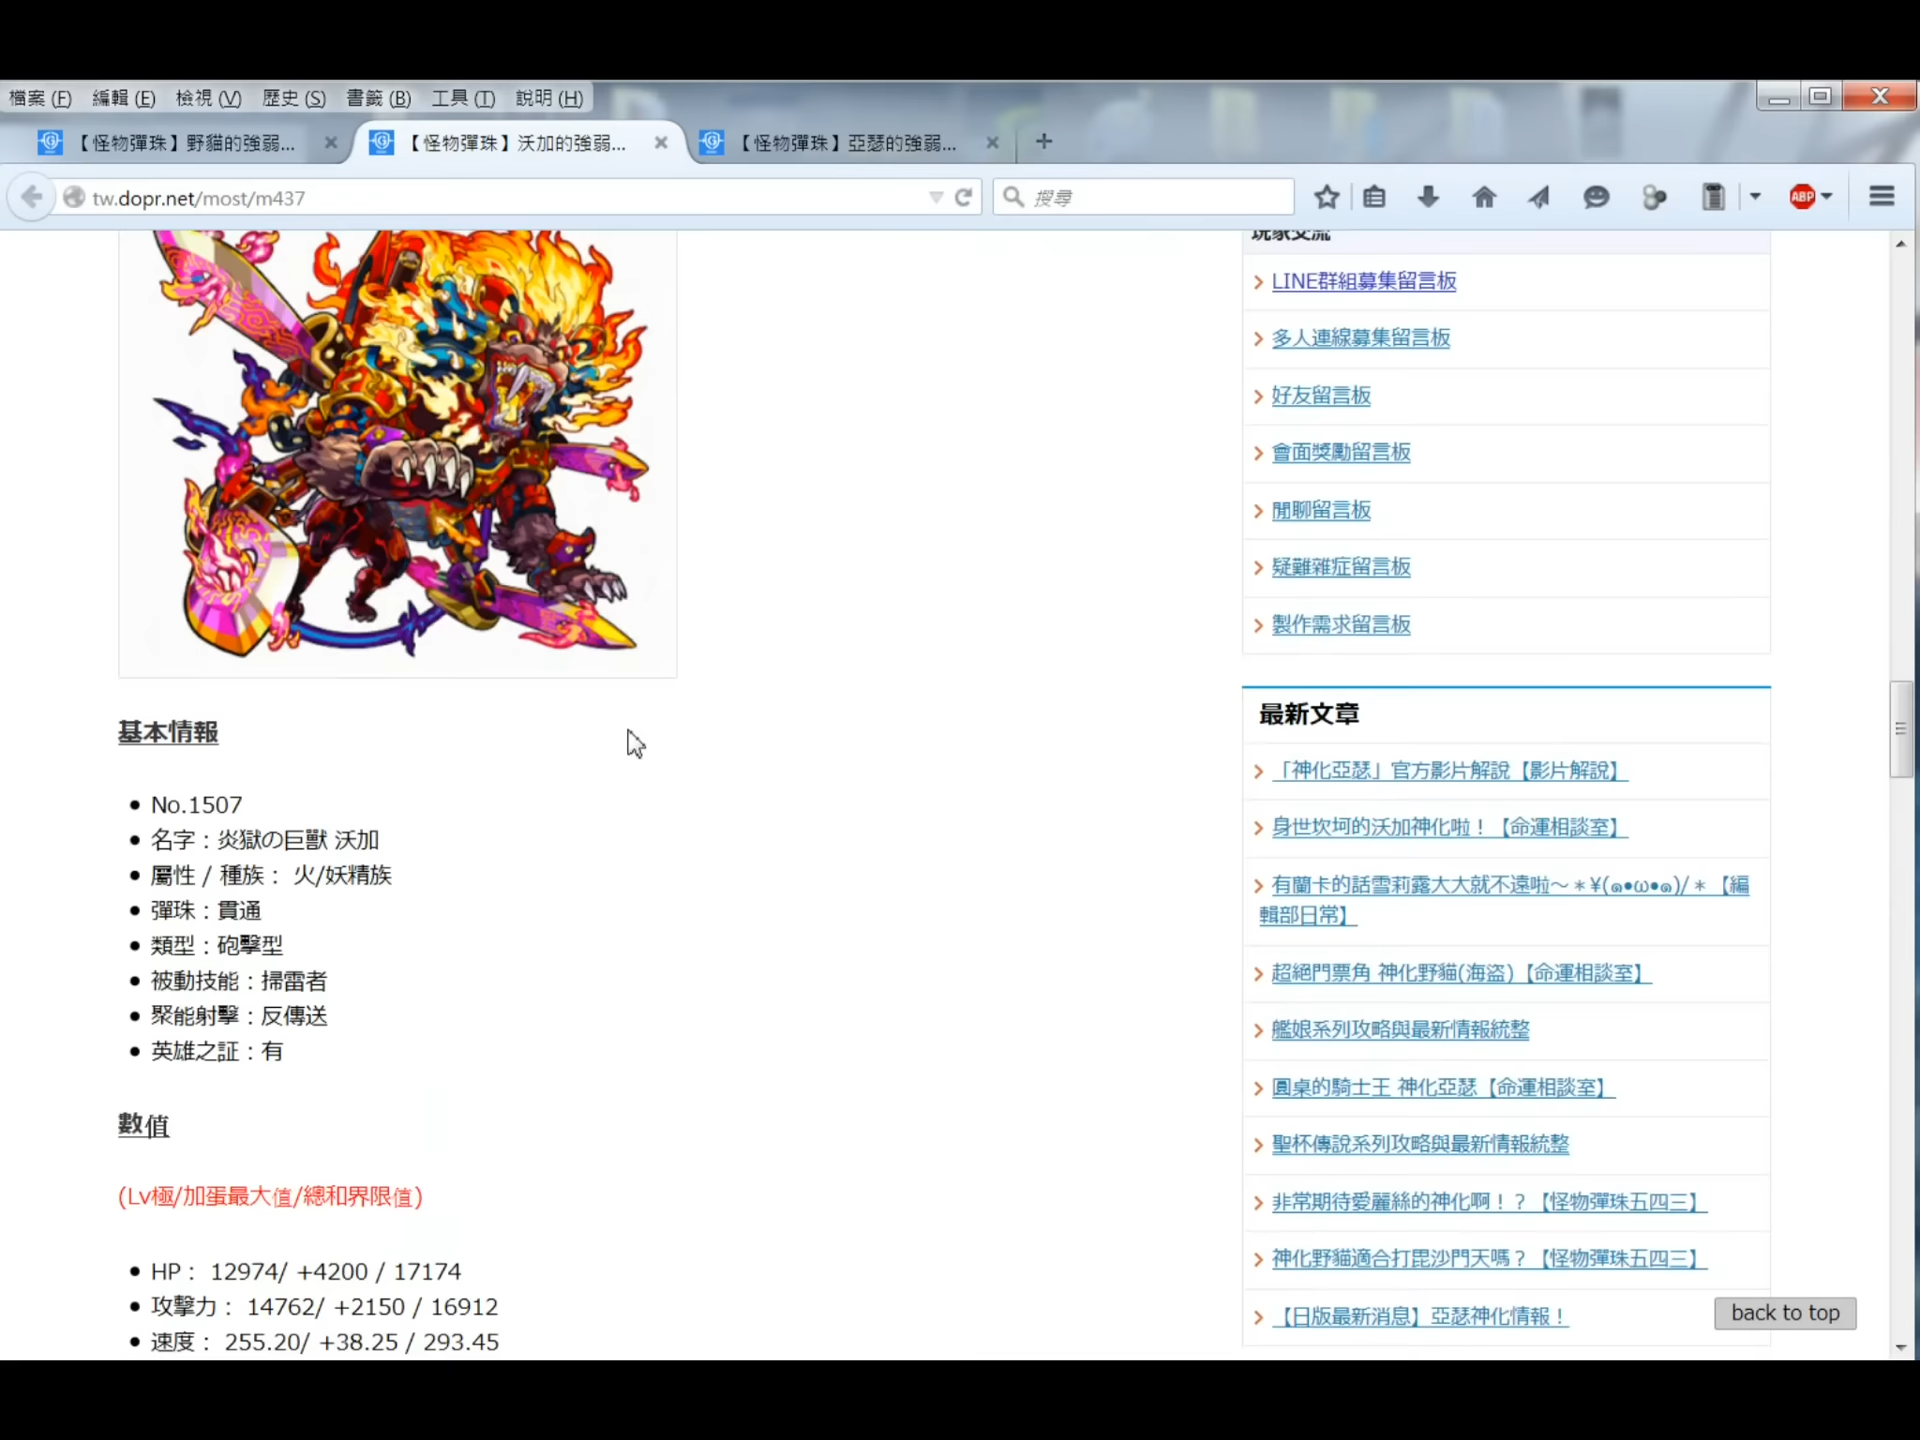 檔案 (F) 編輯 (E) 檢視 (V) 歷史 (S) 書籤 (B) 工具 (T) 說明 (H)
【怪物彈珠】野貓的強弱... 【怪物彈珠】沃加的強弱... 【怪物彈珠】亞瑟的強弱...
tw.dopr.net/most/m437 搜尋 ABP
基本情報
No.1507
名字：炎獄の巨獸 沃加
屬性 / 種族： 火/妖精族
彈珠：貫通
類型：砲擊型
被動技能：掃雷者
聚能射擊：反傳送
英雄之証：有
數值
(Lv極/加蛋最大值/總和界限值)
HP： 12974/ +4200 / 17174
攻擊力： 14762/ +2150 / 16912
速度： 255.20/ +38.25 / 293.45
玩家交流
LINE群組募集留言板
多人連線募集留言板
好友留言板
會面獎勵留言板
閒聊留言板
疑難雜症留言板
製作需求留言板
最新文章
「神化亞瑟」官方影片解說【影片解說】
身世坎坷的沃加神化啦！【命運相談室】
有蘭卡的話雪莉露大大就不遠啦～＊¥(๑•ω•๑)/＊【編
輯部日常】
超絕門票角 神化野貓(海盜)【命運相談室】
艦娘系列攻略與最新情報統整
圓桌的騎士王 神化亞瑟【命運相談室】
聖杯傳說系列攻略與最新情報統整
非常期待愛麗絲的神化啊！？【怪物彈珠五四三】
神化野貓適合打毘沙門天嗎？【怪物彈珠五四三】
【日版最新消息】亞瑟神化情報！
back to top